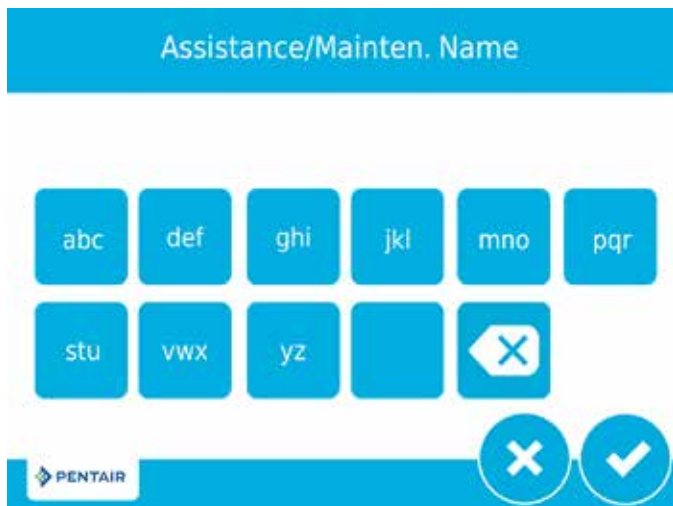 Assistance/Mainten. Name
abc def ghi jkl mno pqr
stu vwx yz
PENTAIR